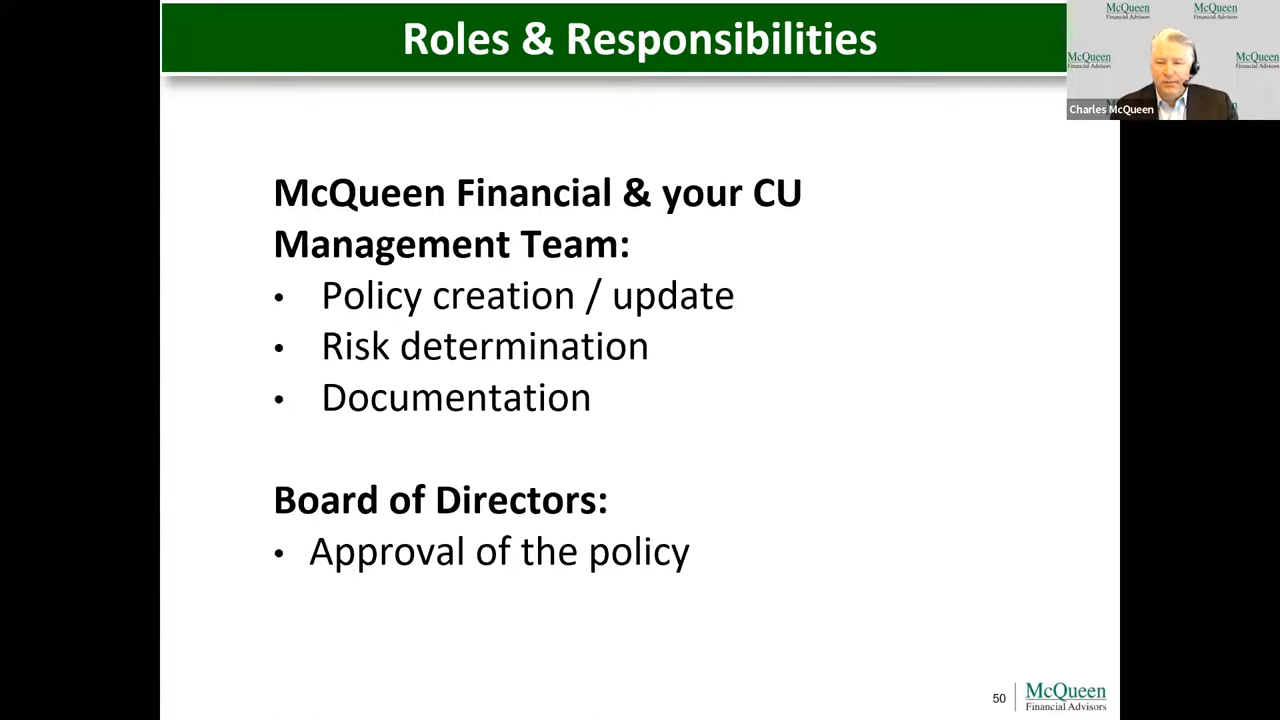 Roles & Responsibilities
McQueen
Financial Advisors
McQueen
Financial Advisors
McQueen
Financial Advisors
McQueen
Financial Advisors
Charles McQueen
McQueen Financial & your CU
Management Team:
• Policy creation / update
• Risk determination
• Documentation
Board of Directors:
• Approval of the policy
50
McQueen
Financial Advisors